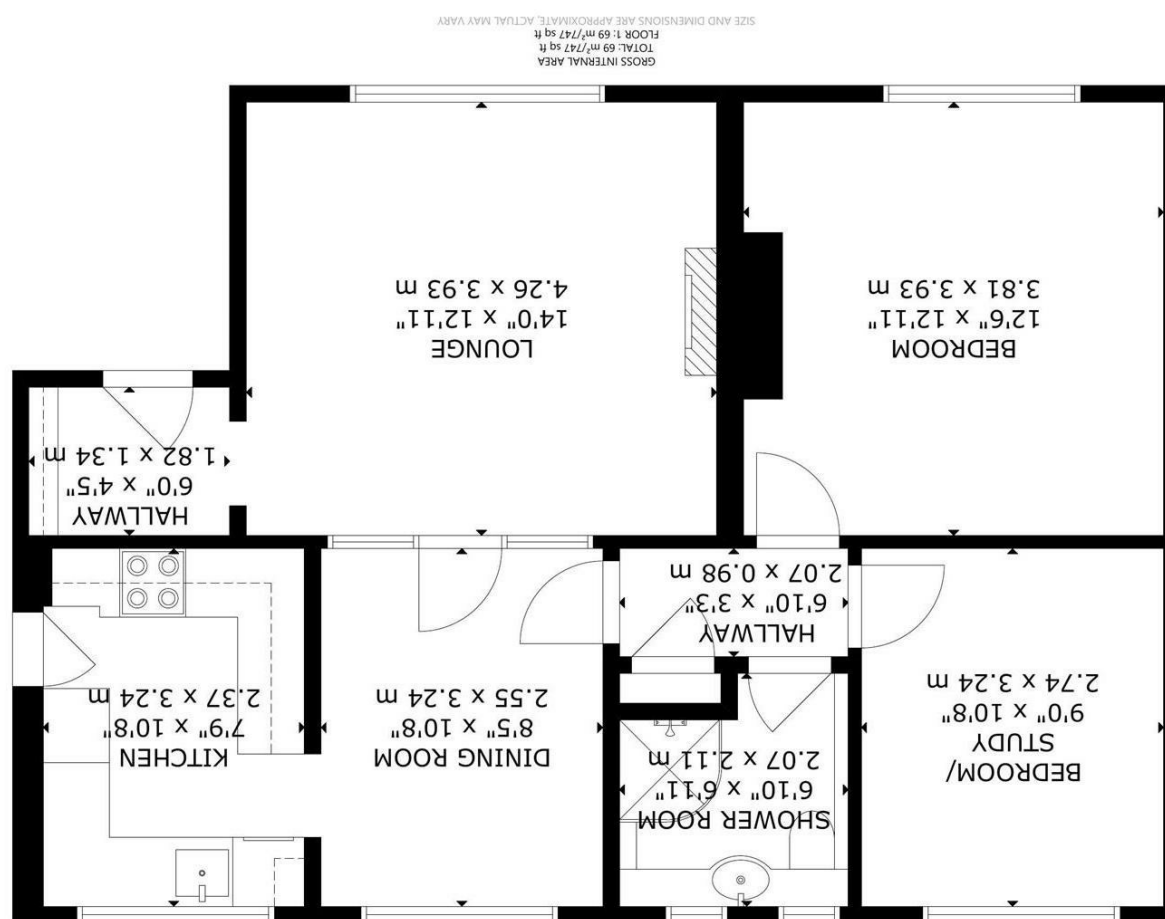 BEDROOM/
STUDY
9'0" x 10'8"
2.74 x 3.24 m
SHOWER ROOM
6'10" x 6'11"
2.07 x 2.11 m
DINING ROOM
8'5" x 10'8"
2.55 x 3.24 m
KITCHEN
7'9" x 10'8"
2.37 x 3.24 m
HALLWAY
6'10" x 3'3"
2.07 x 0.98 m
HALLWAY
6'0" x 4'5"
1.82 x 1.34 m
BEDROOM
12'6" x 12'11"
3.81 x 3.93 m
LOUNGE
14'0" x 12'11"
4.26 x 3.93 m
GROSS INTERNAL AREA
TOTAL: 69 m²/747 sq ft
FLOOR 1: 69 m²/747 sq ft
SIZE AND DIMENSIONS ARE APPROXIMATE, ACTUAL MAY VARY